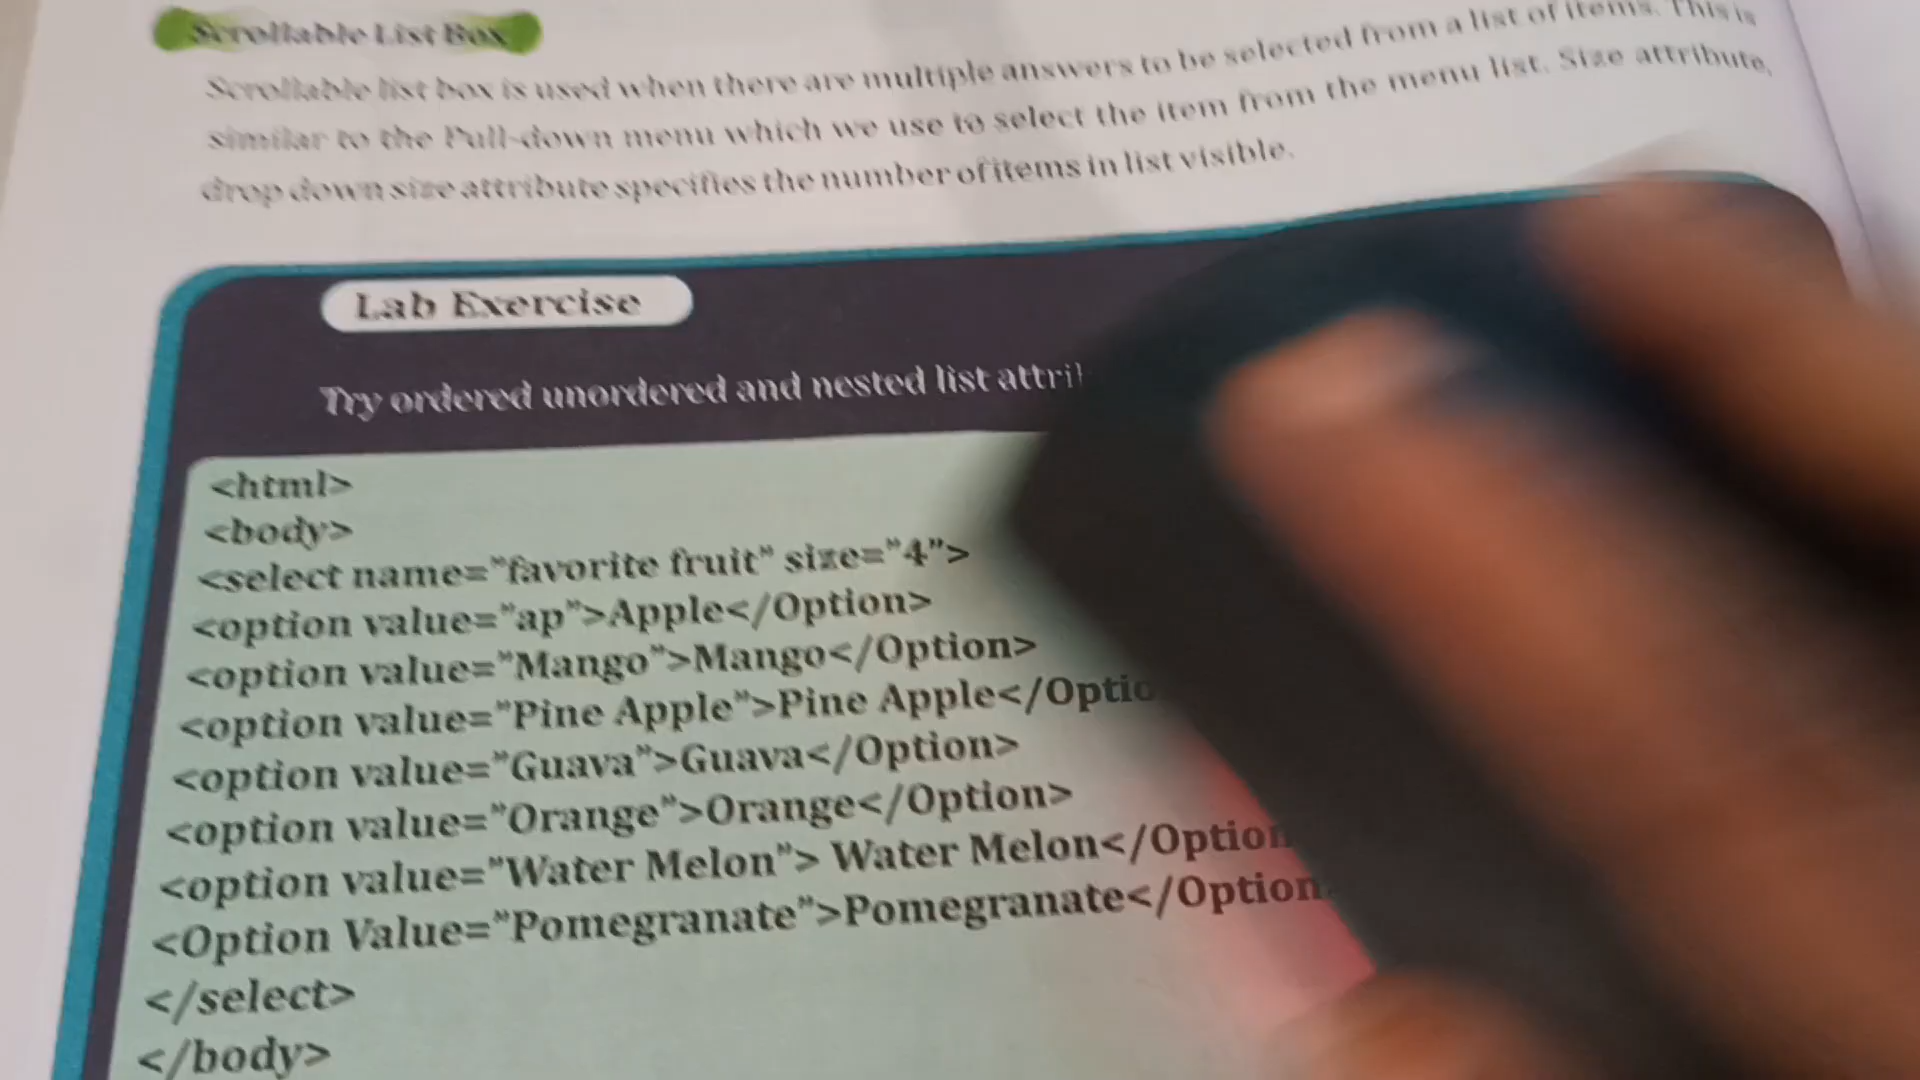 Scrollable List Box
Scrollable list box is used when there are multiple answers to be selected from a list of items. This is
similar to the Pull-down menu which we use to select the item from the menu list. Size attribute,
drop down size attribute specifies the number of items in list visible.
Lab Exercise
Try ordered unordered and nested list
<html>
<body>
<select name="favorite fruit" size="4">
<option value="ap">Apple</Option>
<option value="Mango">Mango</Option>
<option value="Pine Apple">Pine Apple</Optio
<option value="Guava">Guava</Option>
<option value="Orange">Orange</Option>
<option value="Water Melon"> Water Melon</Option
<Option Value="Pomegranate">Pomegranate</Option
</select>
</body>